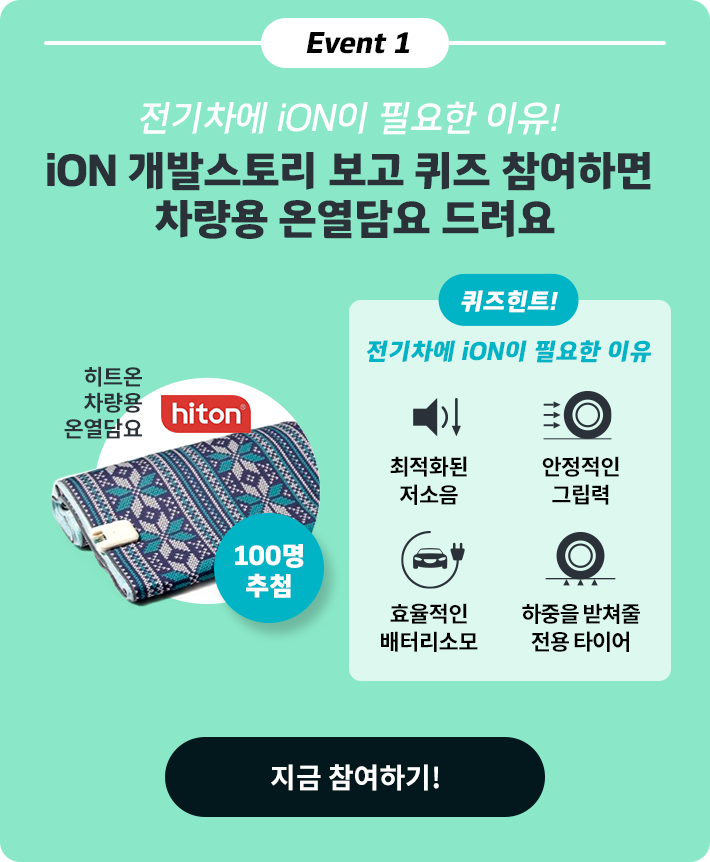 Event 1
전기차에 iON이 필요한 이유!
iON 개발스토리 보고 퀴즈 참여하면
차량용 온열담요 드려요
히트온
차량용
온열담요
hiton®
100명
추첨
퀴즈힌트!
전기차에 iON이 필요한 이유
최적화된
저소음
안정적인
그립력
효율적인
배터리소모
하중을 받쳐줄
전용 타이어
지금 참여하기!